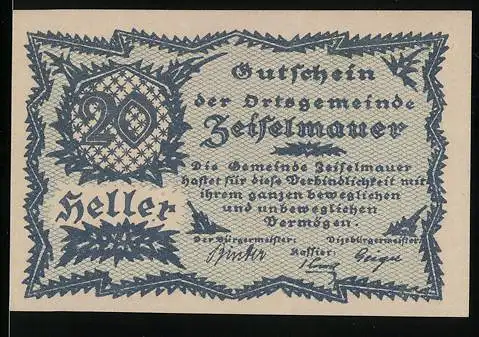 20
Heller
Gutschein
der Ortsgemeinde
Zeiselmauer
Die Gemeinde Zeiselmauer
haftet für diese Verbindlichkeit mit
ihrem ganzen beweglichen
und unbeweglichen
Vermögen.
Der Bürgermeister: Vizebürgermeister:
Kassier: